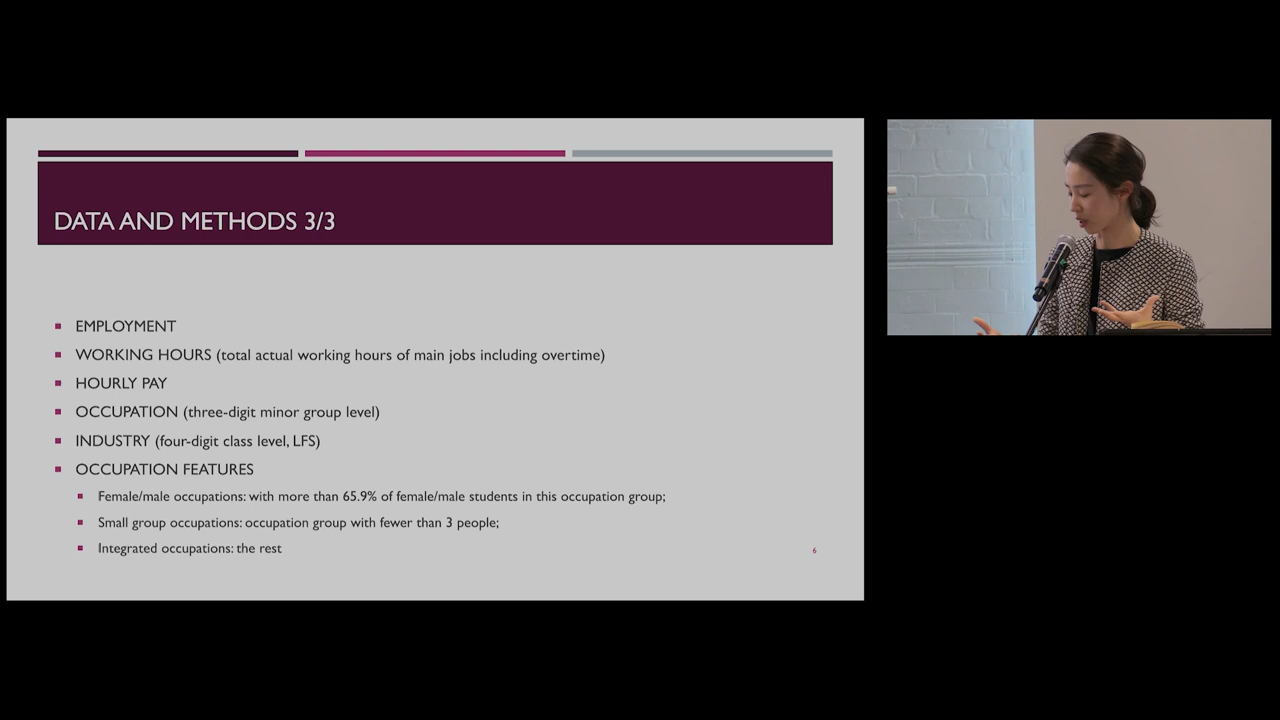 DATA AND METHODS 3/3
EMPLOYMENT
WORKING HOURS (total actual working hours of main jobs including overtime)
HOURLY PAY
OCCUPATION (three-digit minor group level)
INDUSTRY (four-digit class level, LFS)
OCCUPATION FEATURES
Female/male occupations: with more than 65.9% of female/male students in this occupation group;
Small group occupations: occupation group with fewer than 3 people;
Integrated occupations: the rest
6